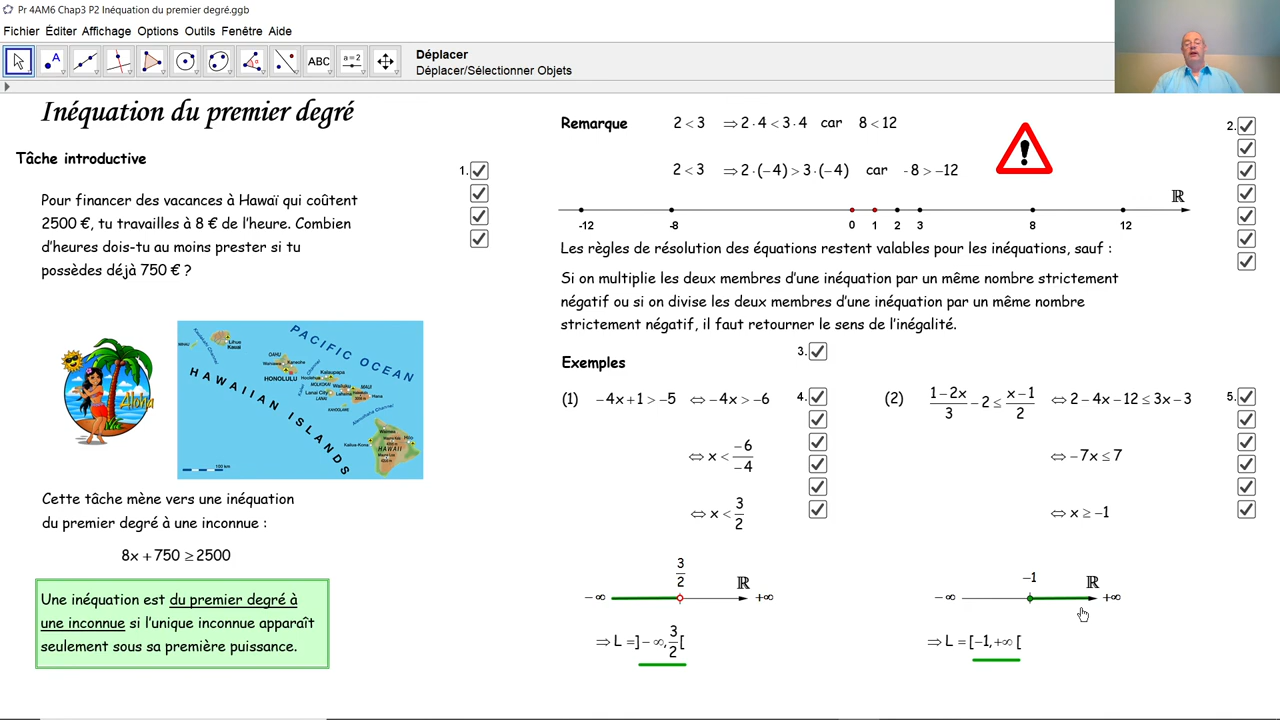 Pr 4AM6 Chap3 P2 Inéquation du premier degré.ggb
Fichier Éditer Affichage Options Outils Fenêtre Aide
A
ABC
a=2
Déplacer
Déplacer/Sélectionner Objets
Inéquation du premier degré
Tâche introductive
1.
Pour financer des vacances à Hawaï qui coûtent
2500 €, tu travailles à 8 € de l'heure. Combien
d'heures dois-tu au moins prester si tu
possèdes déjà 750 € ?
Aloha
PACIFIC OCEAN
HAWAIIAN ISLANDS
Lihue
Kauai
OAHU
HONOLULU
MAUI
HAWAII
Hilo
100 km
Cette tâche mène vers une inéquation
du premier degré à une inconnue :
8x + 750 ≥ 2500
Une inéquation est du premier degré à
une inconnue si l'unique inconnue apparaît
seulement sous sa première puissance.
Remarque 2 < 3 ⇒ 2 · 4 < 3 · 4 car 8 < 12
2.
2 < 3 ⇒ 2 · (−4) > 3 · (−4) car -8 > −12
ℝ
-12 -8 0 1 2 3 8 12
Les règles de résolution des équations restent valables pour les inéquations, sauf :
Si on multiplie les deux membres d'une inéquation par un même nombre strictement
négatif ou si on divise les deux membres d'une inéquation par un même nombre
strictement négatif, il faut retourner le sens de l'inégalité.
Exemples
3.
(1) −4x + 1 > −5 ⇔ −4x > −6
4.
⇔ x < −6/−4
⇔ x < 3/2
3/2 ℝ
−∞ +∞
⇒ L = ]−∞, 3/2[
(2) (1−2x)/3 − 2 ≤ (x−1)/2 ⇔ 2 − 4x − 12 ≤ 3x − 3
5.
⇔ −7x ≤ 7
⇔ x ≥ −1
−1 ℝ
−∞ +∞
⇒ L = [−1, +∞ [